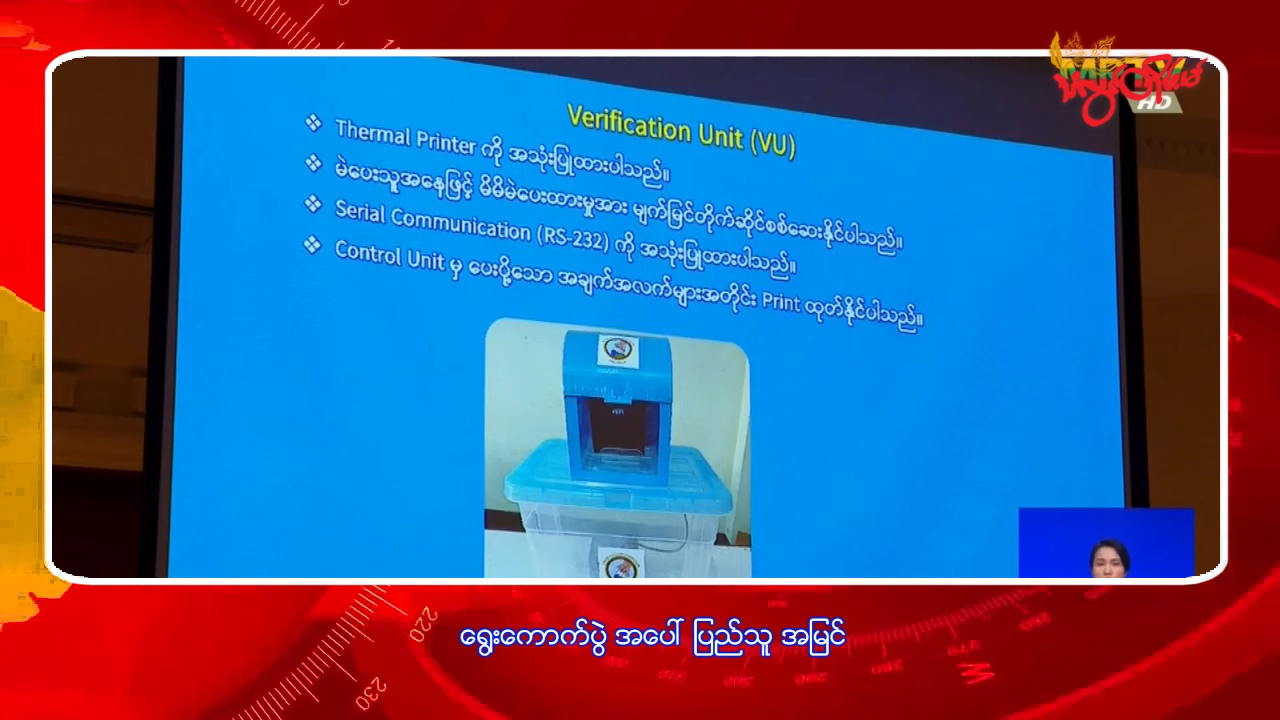 Verification Unit (VU)
❖ Thermal Printer ကို အသုံးပြုထားပါသည်။
❖ မဲပေးသူအနေဖြင့် မိမိမဲပေးထားမှုအား မျက်မြင်တိုက်ဆိုင်စစ်ဆေးနိုင်ပါသည်။
❖ Serial Communication (RS-232) ကို အသုံးပြုထားပါသည်။
❖ Control Unit မှ ပေးပို့သော အချက်အလက်များအတိုင်း Print ထုတ်နိုင်ပါသည်။
HD
ရွေးကောက်ပွဲ အပေါ် ပြည်သူ အမြင်
220
230